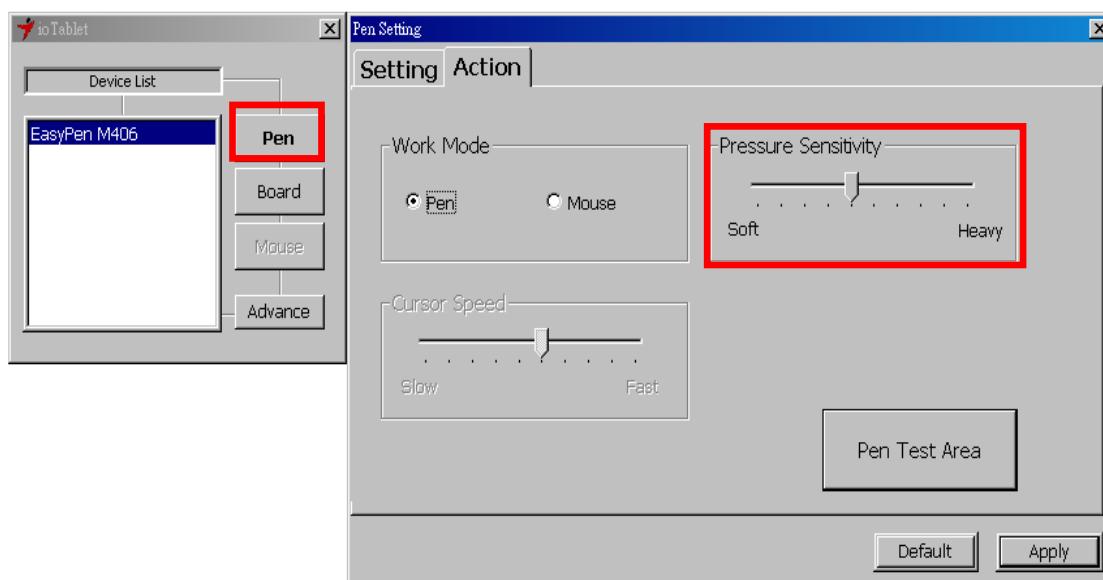 ioTablet
Device List
EasyPen M406
Pen
Board
Mouse
Advance
Pen Setting
Setting Action
Work Mode
Pen Mouse
Pressure Sensitivity
Soft Heavy
Cursor Speed
Slow Fast
Pen Test Area
Default Apply